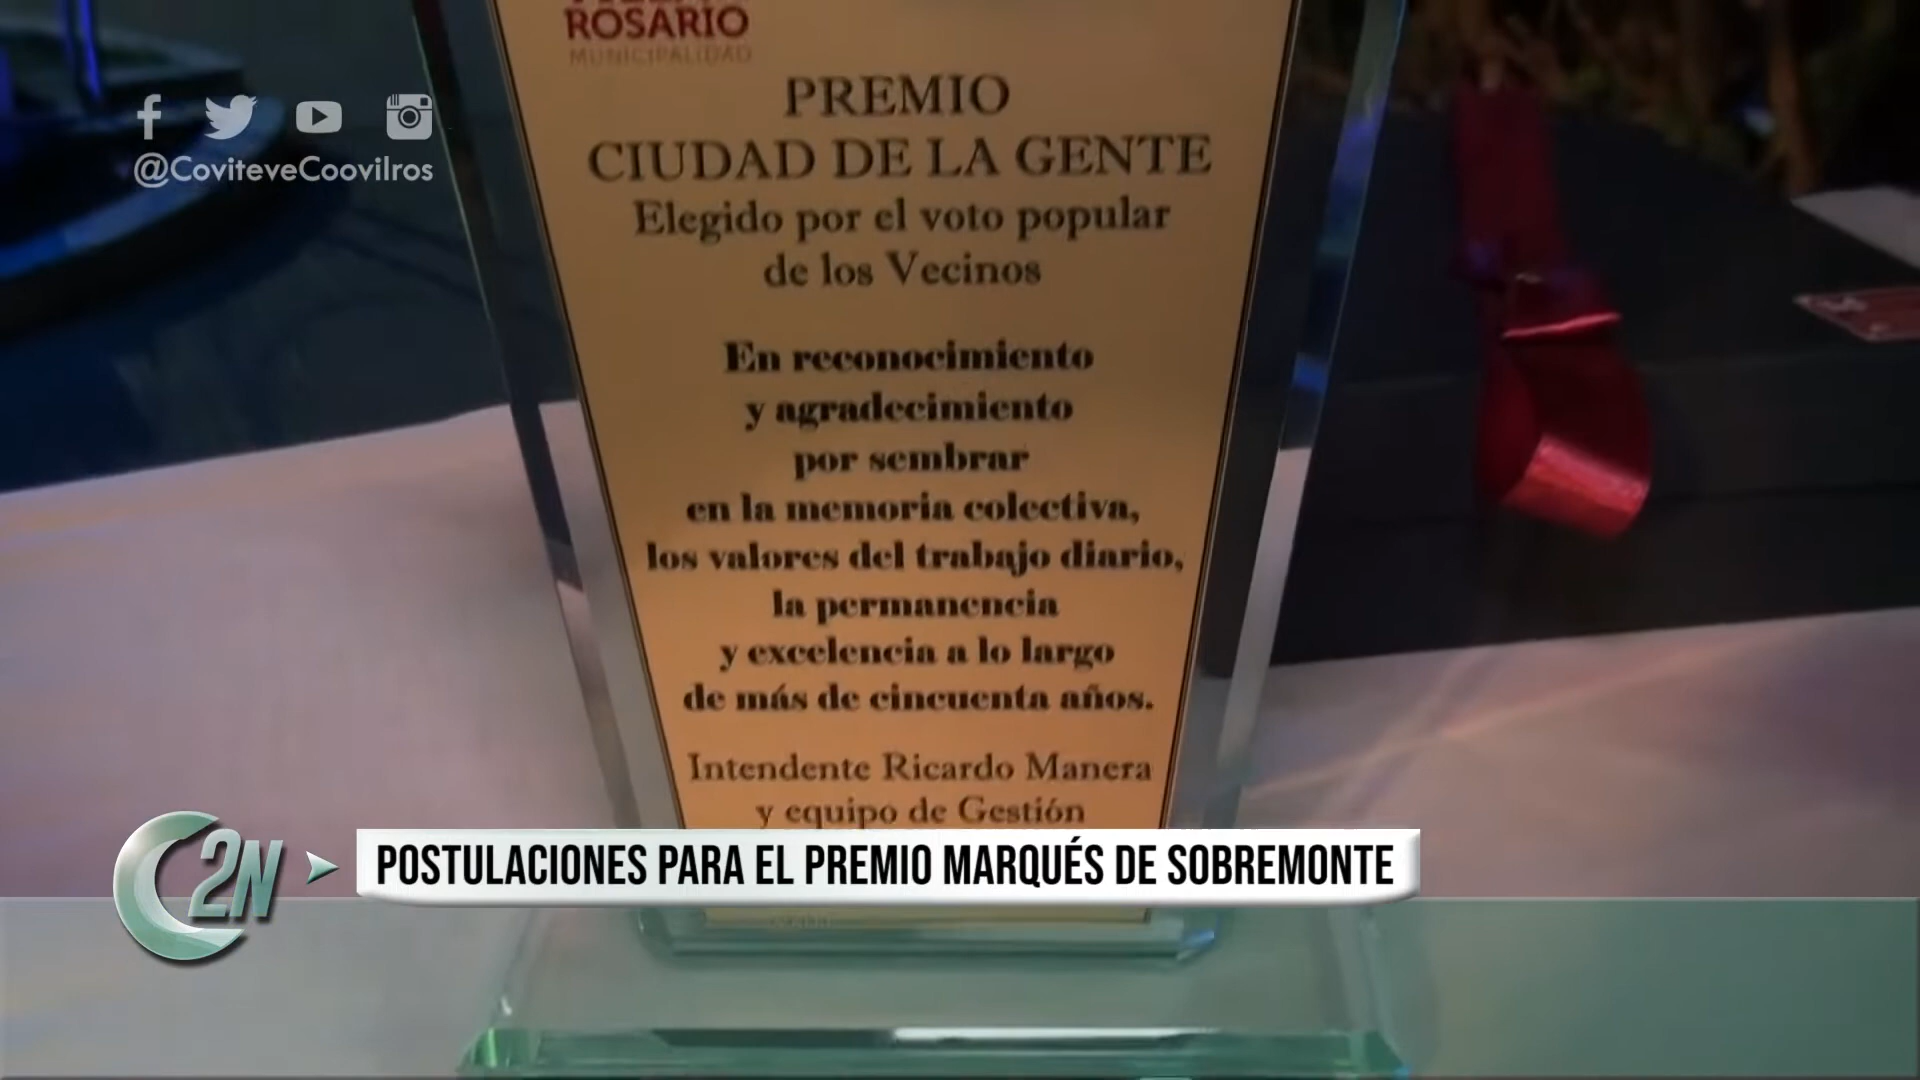 ROSARIO
MUNICIPALIDAD
PREMIO
CIUDAD DE LA GENTE
Elegido por el voto popular
de los Vecinos
En reconocimiento
y agradecimiento
por sembrar
en la memoria colectiva,
los valores del trabajo diario,
la permanencia
y excelencia a lo largo
de más de cincuenta años.
Intendente Ricardo Manera
y equipo de Gestión
@CoviteveCoovilros
C2N
POSTULACIONES PARA EL PREMIO MARQUÉS DE SOBREMONTE